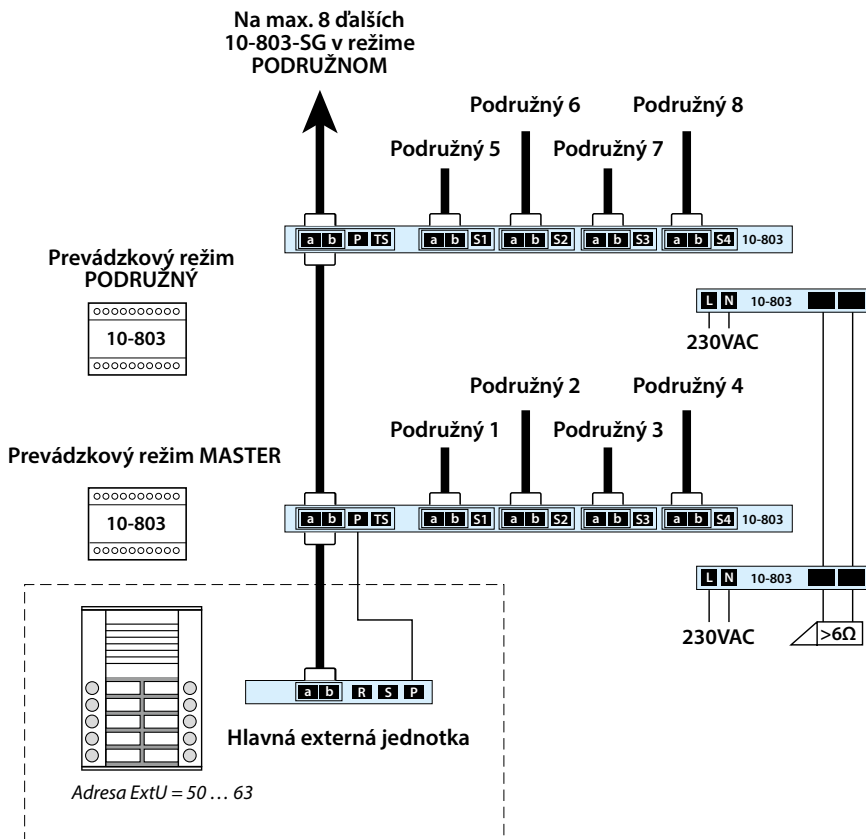 Na max. 8 ďalších
10-803-SG v režime
PODRUŽNOM
Podružný 6
Podružný 8
Podružný 5
Podružný 7
a b P TS a b S1 a b S2 a b S3 a b S4 10-803
Prevádzkový režim
PODRUŽNÝ
10-803
L N 10-803
230VAC
Podružný 2
Podružný 4
Podružný 1
Podružný 3
Prevádzkový režim MASTER
10-803
a b P TS a b S1 a b S2 a b S3 a b S4 10-803
L N 10-803
230VAC
>6Ω
a b R S P
Hlavná externá jednotka
Adresa ExtU = 50 … 63